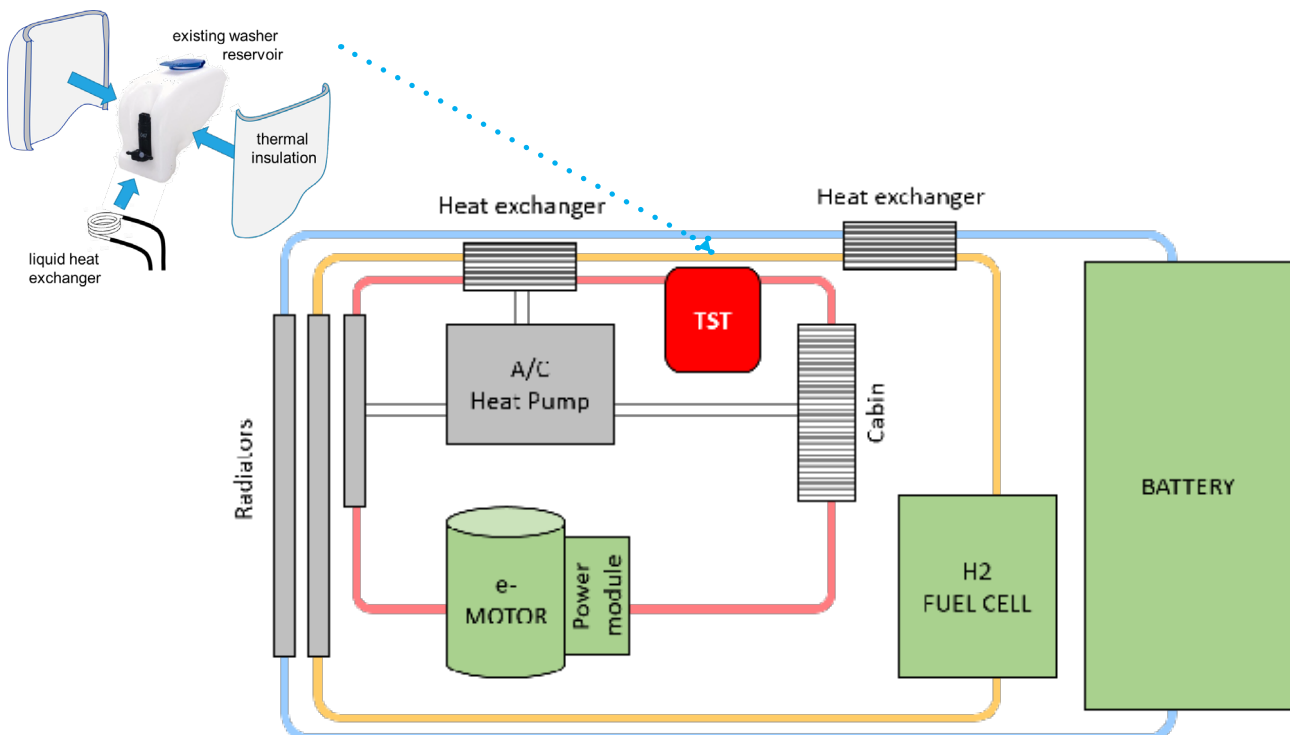 existing washer
reservoir
thermal
insulation
liquid heat
exchanger
Heat exchanger
Heat exchanger
TST
A/C
Heat Pump
Radiators
Cabin
e-
MOTOR
Power
module
H2
FUEL CELL
BATTERY